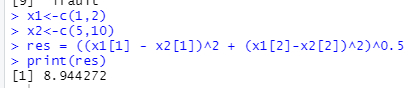 > x1<-c(1,2)
> x2<-c(5,10)
> res = ((x1[1] - x2[1])^2 + (x1[2]-x2[2])^2)^0.5
> print(res)
[1] 8.944272